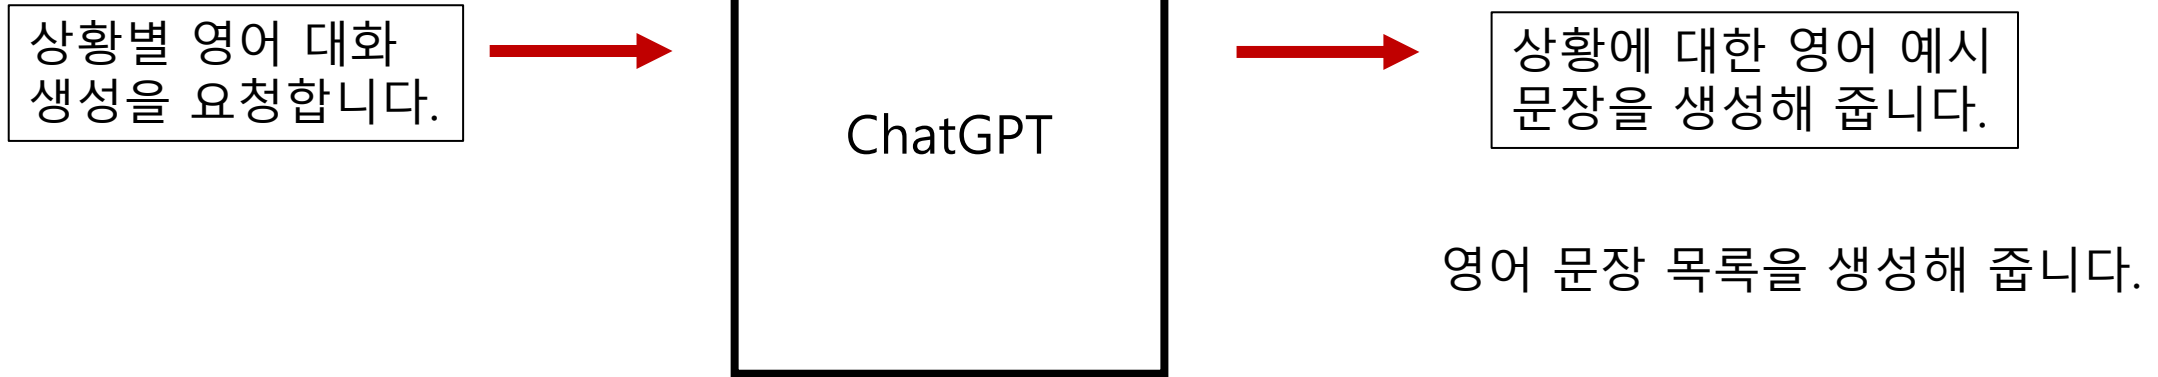 상황별 영어 대화
생성을 요청합니다.
ChatGPT
상황에 대한 영어 예시
문장을 생성해 줍니다.
영어 문장 목록을 생성해 줍니다.